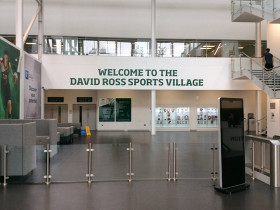 WELCOME TO THE
DAVID ROSS SPORTS VILLAGE